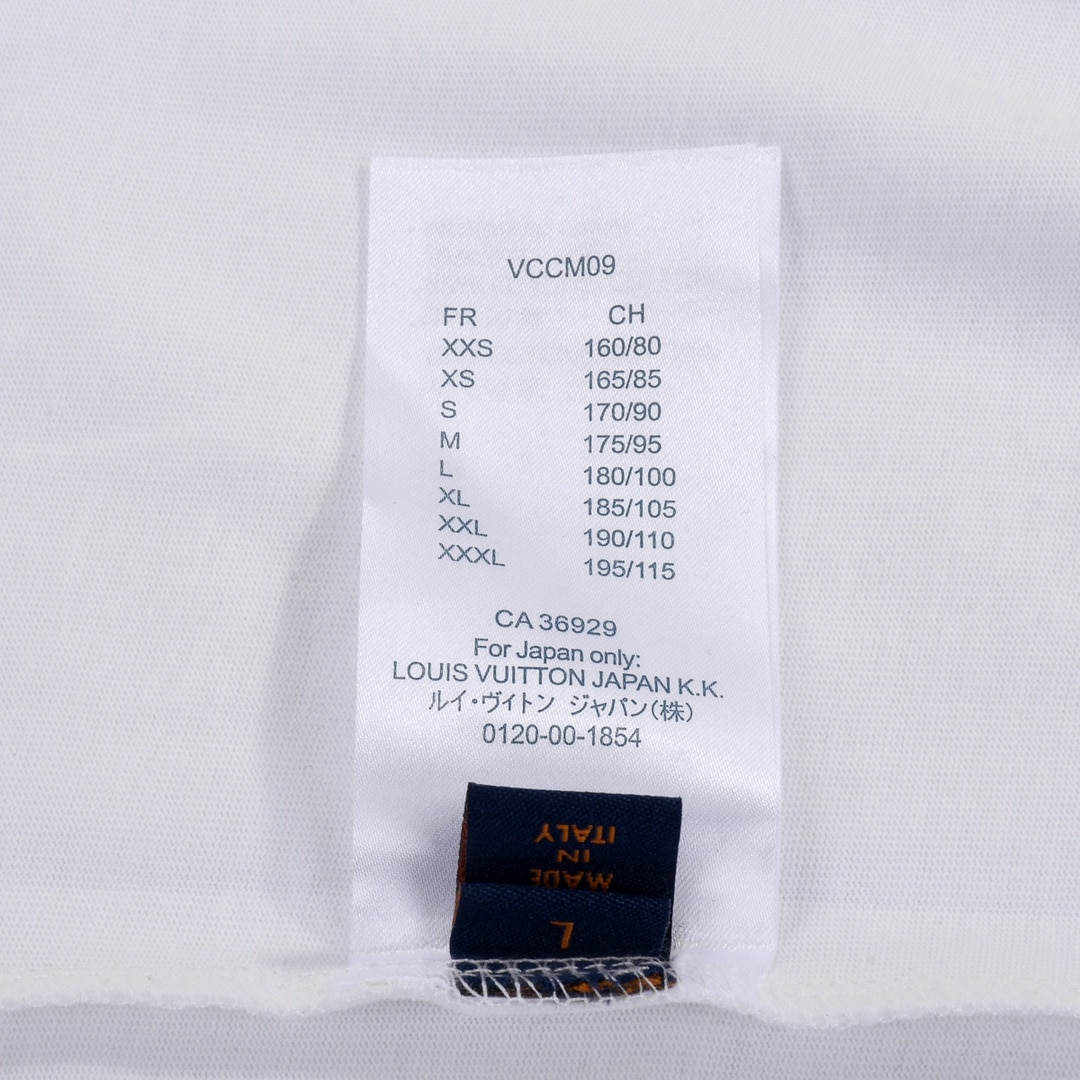 VCCM09
FR CH
XXS 160/80
XS 165/85
S 170/90
M 175/95
L 180/100
XL 185/105
XXL 190/110
XXXL 195/115
CA 36929
For Japan only:
LOUIS VUITTON JAPAN K.K.
ルイ・ヴィトン ジャパン(株)
0120-00-1854
MADE
IN
ITALY
L